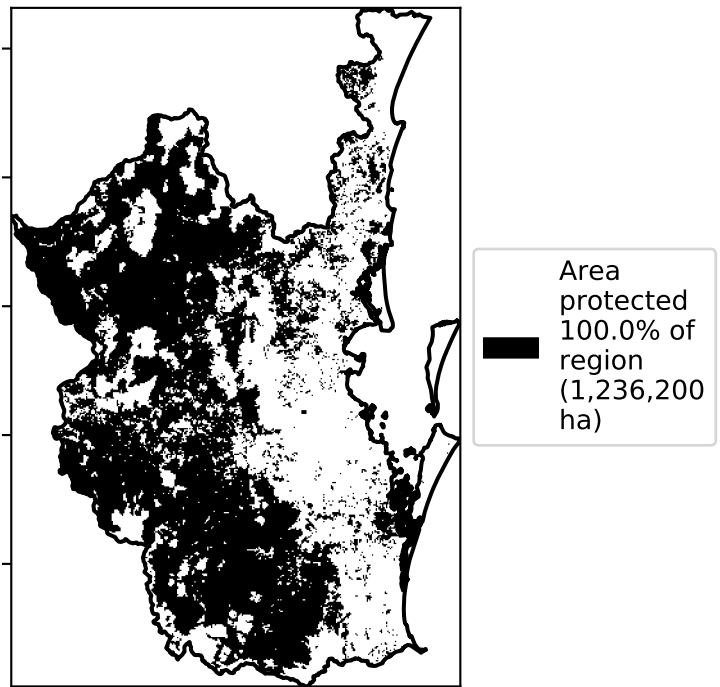 Area
protected
100.0% of
region
(1,236,200
ha)